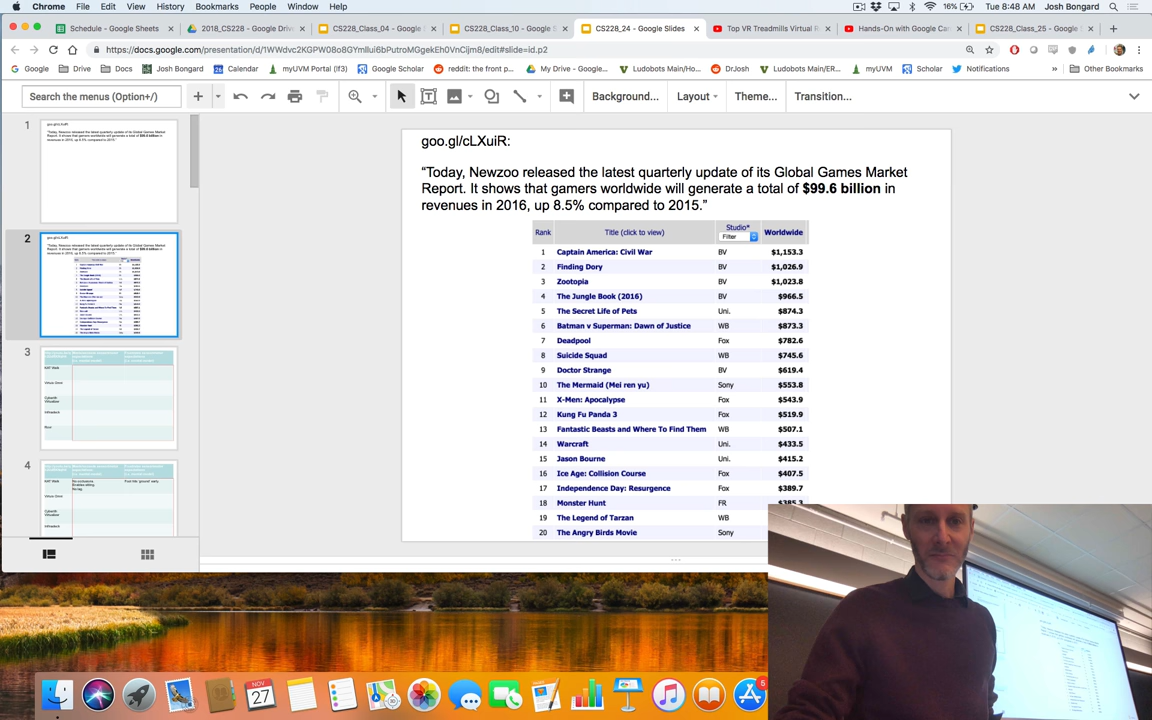 Chrome File Edit View History Bookmarks People Window Help 16% Tue 8:48 AM Josh Bongard
Schedule - Google Sheets 2018_CS228 - Google Driv CS228_Class_04 - Google CS228_Class_10 - Google S CS228_24 - Google Slides Top VR Treadmills Virtual R Hands-On with Google Car CS228_Class_25 - Google S
https://docs.google.com/presentation/d/1WWdvc2KGPW08o8GYmllui6bPutroMGgekEh0VnCijm8/edit#slide=id.p2
Google Drive Docs Josh Bongard Calendar myUVM Portal (if3) Google Scholar reddit: the front p... My Drive - Google... Ludobots Main/Ho... DrJosh Ludobots Main/ER... myUVM Scholar Notifications » Other Bookmarks
Search the menus (Option+/) Background... Layout Theme... Transition...
1
2
3
4
goo.gl/cLXuiR:
“Today, Newzoo released the latest quarterly update of its Global Games Market
Report. It shows that gamers worldwide will generate a total of $99.6 billion in
revenues in 2016, up 8.5% compared to 2015.”
Rank Title (click to view) Studio* Filter Worldwide
1 Captain America: Civil War BV $1,153.3
2 Finding Dory BV $1,026.9
3 Zootopia BV $1,023.8
4 The Jungle Book (2016) BV $966.5
5 The Secret Life of Pets Uni. $874.3
6 Batman v Superman: Dawn of Justice WB $873.3
7 Deadpool Fox $782.6
8 Suicide Squad WB $745.6
9 Doctor Strange BV $619.4
10 The Mermaid (Mei ren yu) Sony $553.8
11 X-Men: Apocalypse Fox $543.9
12 Kung Fu Panda 3 Fox $519.9
13 Fantastic Beasts and Where To Find Them WB $507.1
14 Warcraft Uni. $433.5
15 Jason Bourne Uni. $415.2
16 Ice Age: Collision Course Fox $407.5
17 Independence Day: Resurgence Fox $389.7
18 Monster Hunt FR $385.3
19 The Legend of Tarzan WB
20 The Angry Birds Movie Sony
NOV
27
5